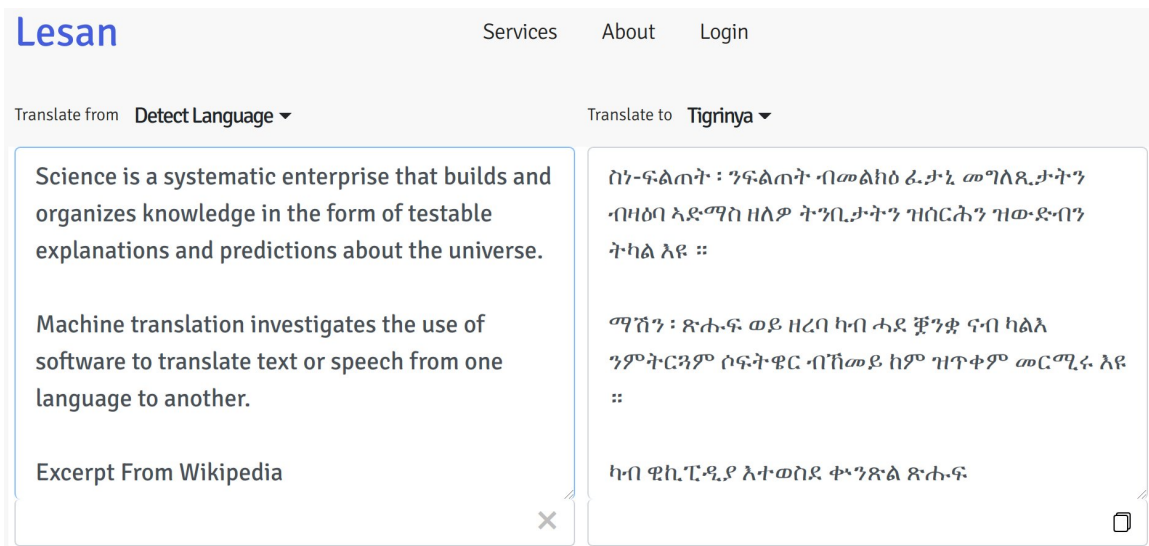 Lesan
Services About Login
Translate from Detect Language
Translate to Tigrinya
Science is a systematic enterprise that builds and
organizes knowledge in the form of testable
explanations and predictions about the universe.
Machine translation investigates the use of
software to translate text or speech from one
language to another.
Excerpt From Wikipedia
ስነ-ፍልጠት ፡ ንፍልጠት ብመልክዕ ፈታኒ መግለጺታትን
ብዛዕባ ኣድማስ ዘለዎ ትንቢታትን ዝሰርሕን ዝውድብን
ትካል እዩ ።
ማሽን ፡ ጽሑፍ ወይ ዘረባ ካብ ሓደ ቛንቋ ናብ ካልእ
ንምትርጓም ሶፍትዌር ብኸመይ ከም ዝጥቀም መርሚሩ እዩ
።
ካብ ዊኪፒዲያ እተወስደ ቍንጽል ጽሑፍ